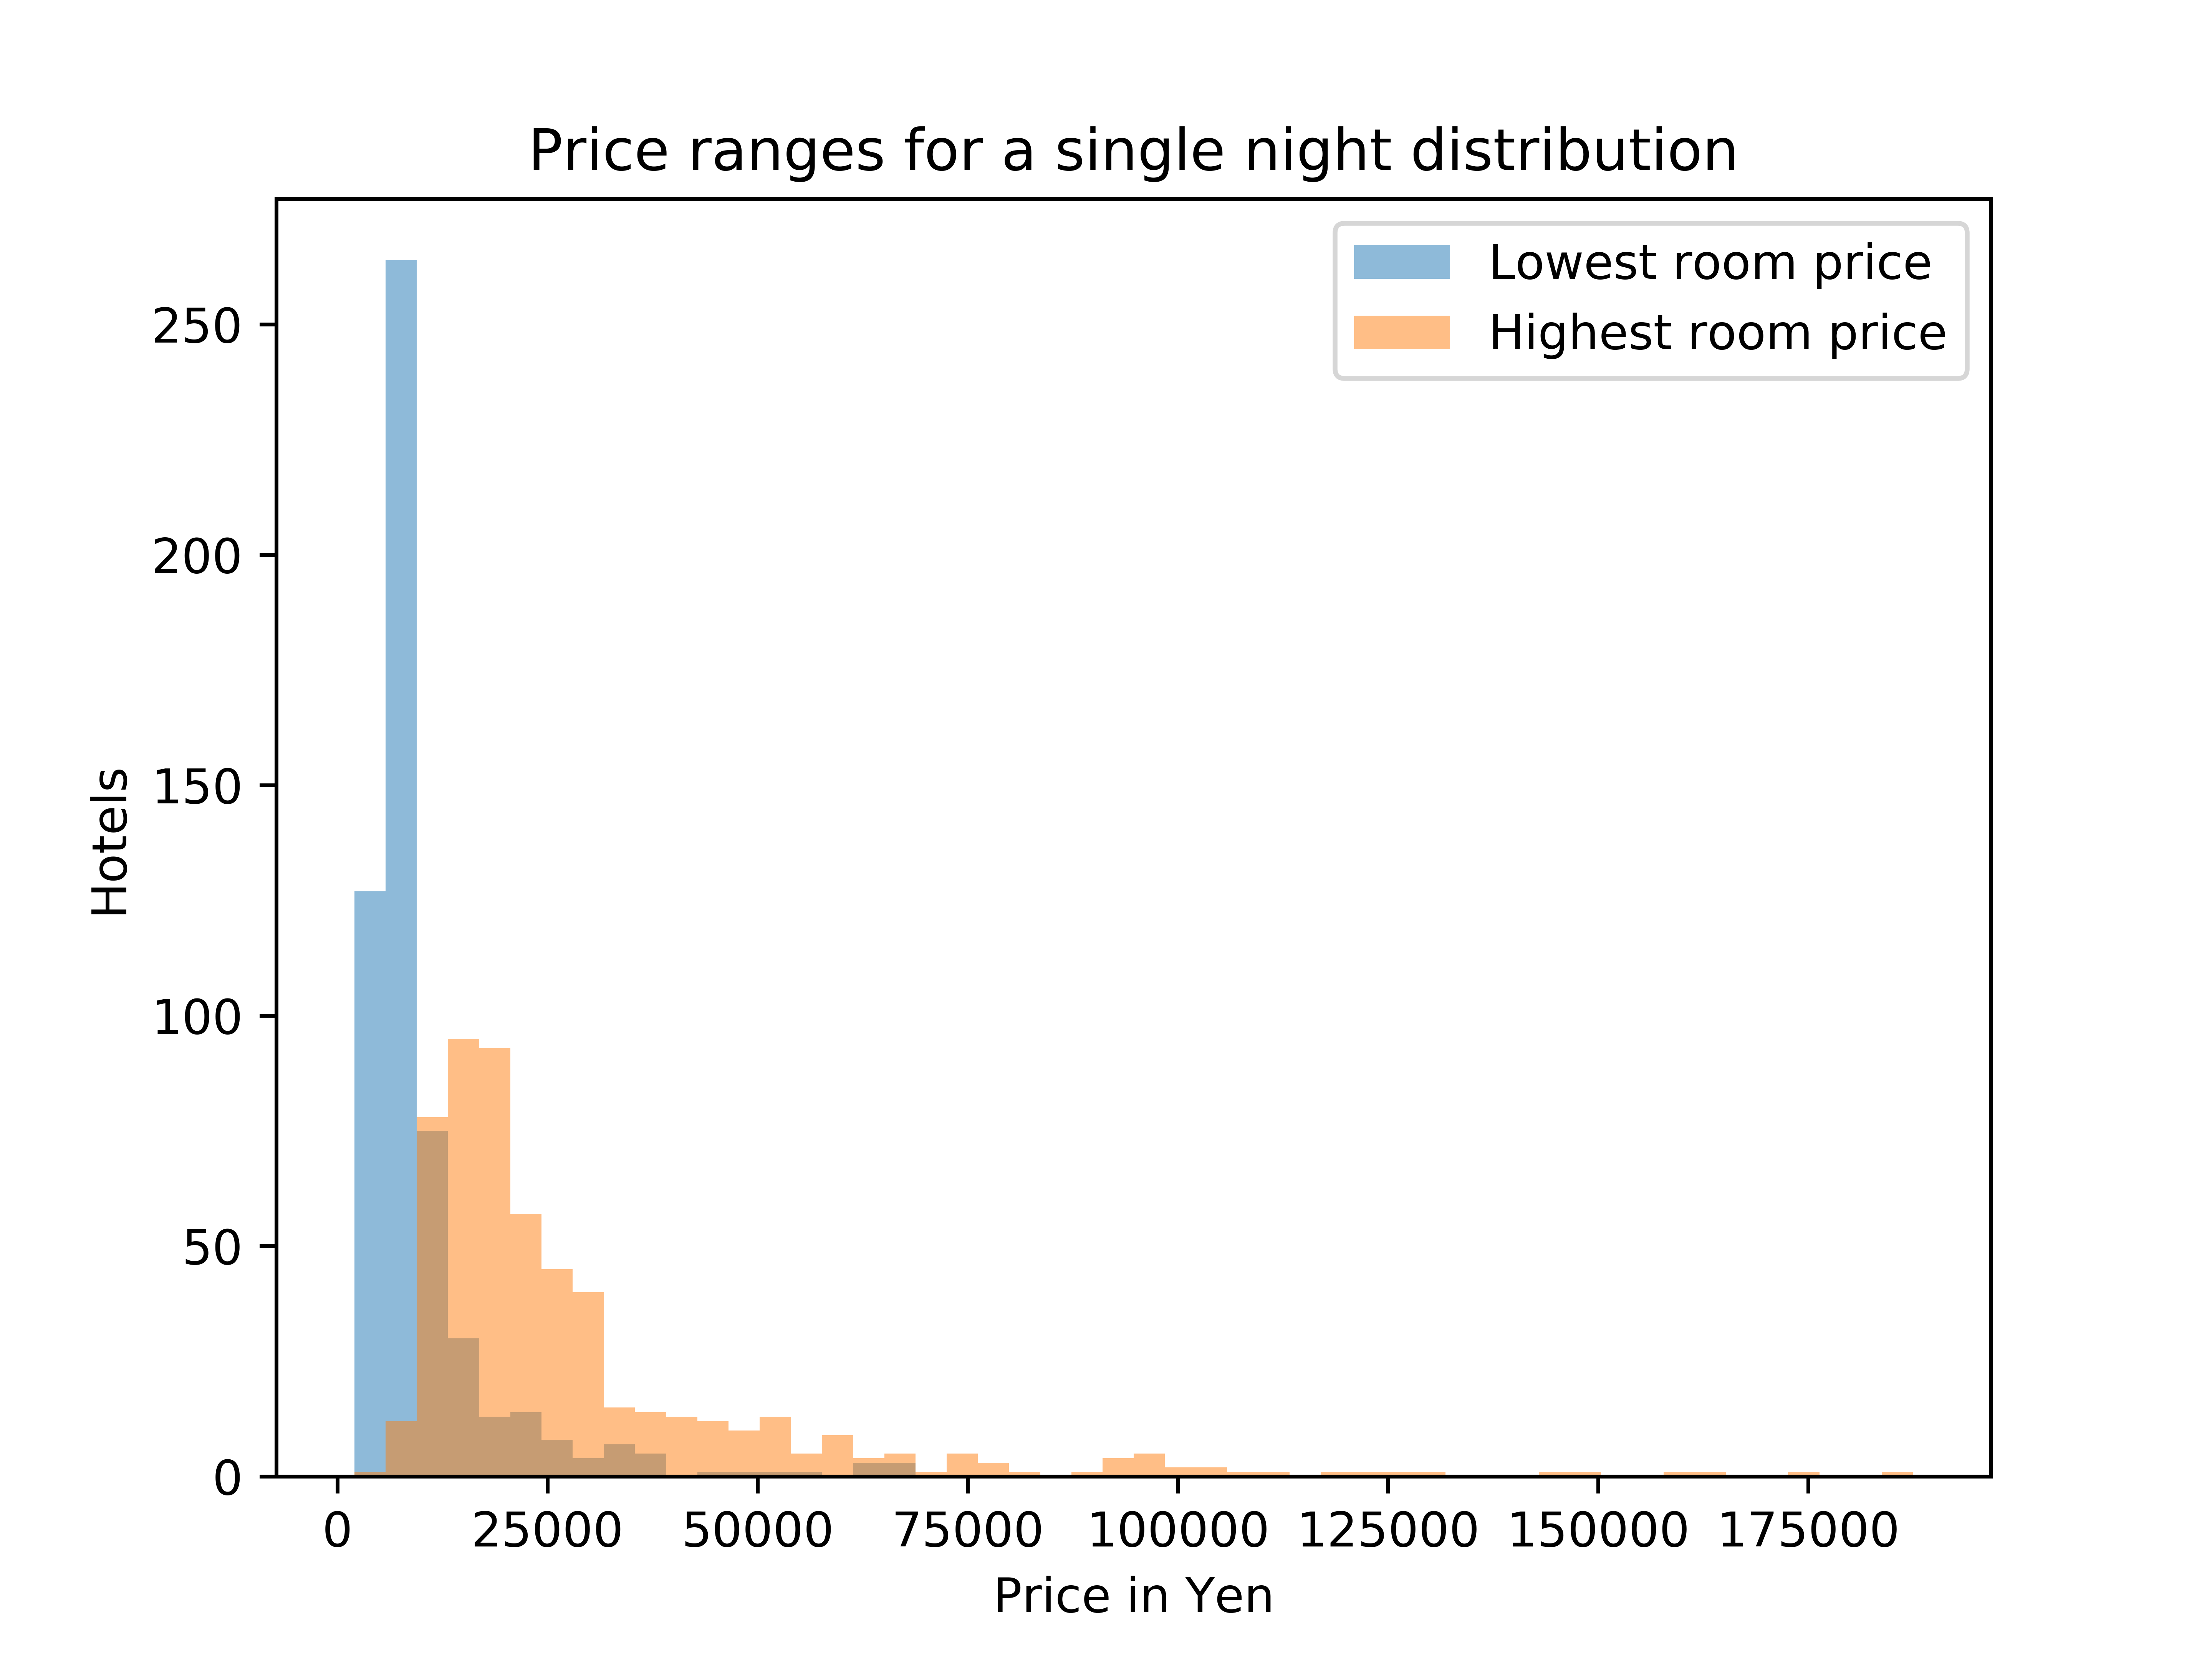 Price ranges for a single night distribution
Lowest room price
Highest room price
Hotels
250
200
150
100
50
0
0 25000 50000 75000 100000 125000 150000 175000
Price in Yen